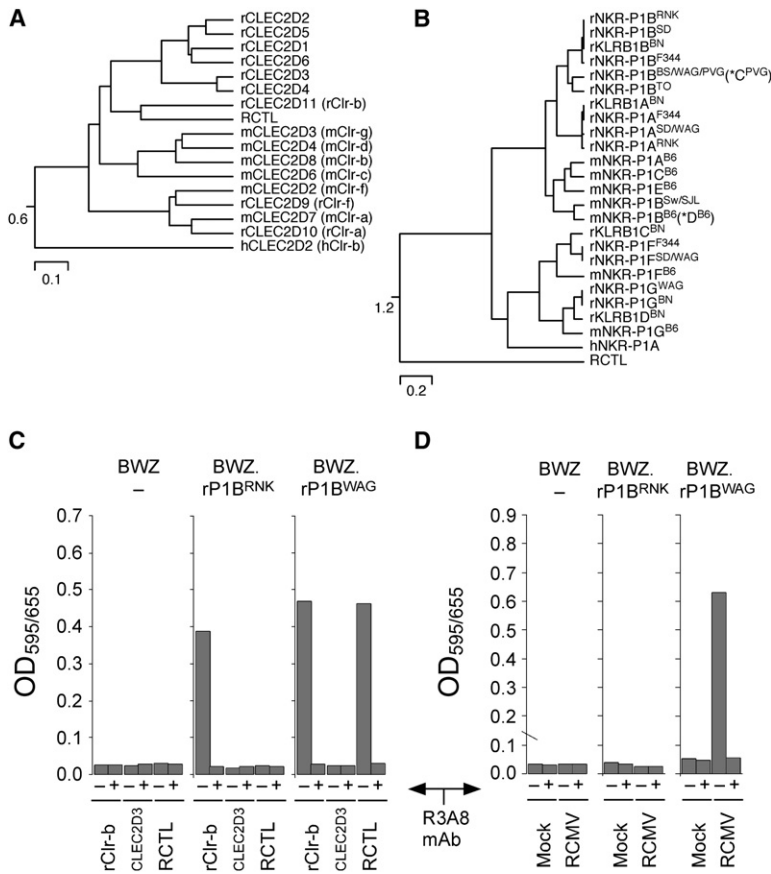 A
rCLEC2D2
rCLEC2D5
rCLEC2D1
rCLEC2D6
rCLEC2D3
rCLEC2D4
rCLEC2D11 (rClr-b)
RCTL
mCLEC2D3 (mClr-g)
mCLEC2D4 (mClr-d)
mCLEC2D8 (mClr-b)
mCLEC2D6 (mClr-c)
mCLEC2D2 (mClr-f)
rCLEC2D9 (rClr-f)
mCLEC2D7 (mClr-a)
rCLEC2D10 (rClr-a)
hCLEC2D2 (hClr-b)
0.6
0.1
B
rNKR-P1B^RNK
rNKR-P1B^SD
rKLRB1B^BN
rNKR-P1B^F344
rNKR-P1B^BS/WAG/PVG(*C^PVG)
rNKR-P1B^TO
rKLRB1A^BN
rNKR-P1A^F344
rNKR-P1A^SD/WAG
rNKR-P1A^RNK
mNKR-P1A^B6
mNKR-P1C^B6
mNKR-P1E^B6
mNKR-P1B^Sw/SJL
mNKR-P1B^B6(*D^B6)
rKLRB1C^BN
rNKR-P1F^F344
rNKR-P1F^SD/WAG
mNKR-P1F^B6
rNKR-P1G^WAG
rNKR-P1G^BN
rKLRB1D^BN
mNKR-P1G^B6
hNKR-P1A
RCTL
1.2
0.2
C
BWZ
–
BWZ.
rP1B^RNK
BWZ.
rP1B^WAG
OD595/655
0.7
0.6
0.5
0.4
0.3
0.2
0.1
0.0
– + – + – +
– + – + – +
– + – + – +
rClr-b
CLEC2D3
RCTL
rClr-b
CLEC2D3
RCTL
rClr-b
CLEC2D3
RCTL
R3A8
mAb
D
BWZ
–
BWZ.
rP1B^RNK
BWZ.
rP1B^WAG
OD595/655
0.9
0.8
0.7
0.6
0.5
0.4
0.3
0.2
0.1
0.0
– + – +
– + – +
– + – +
Mock
RCMV
Mock
RCMV
Mock
RCMV